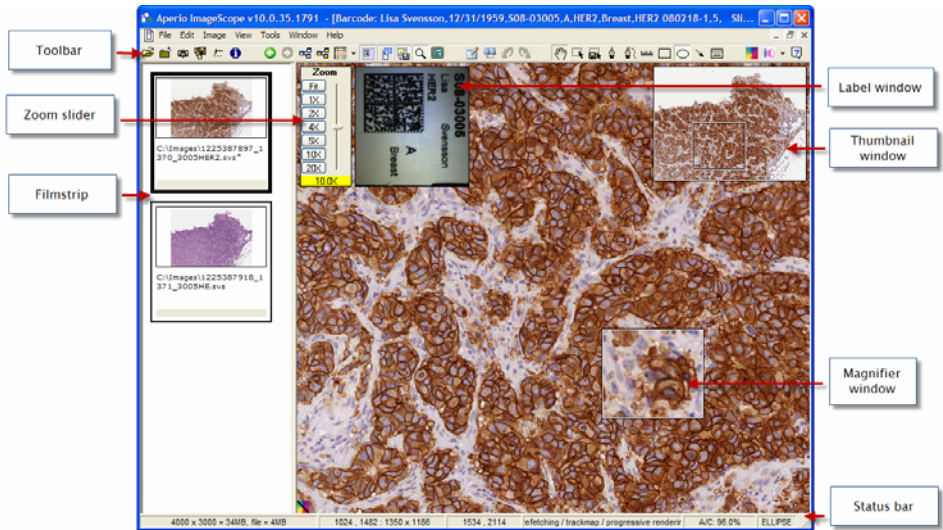 Aperio ImageScope v10.0.35.1791 - [Barcode: Lisa Svensson,12/31/1959,S08-03005,A,HER2,Breast,HER2 080218-1,5, Sli...
File Edit Image View Tools Window Help
Toolbar
Zoom slider
Filmstrip
C:\Images\1225387897_1
370_3005HER2.svs*
C:\Images\1225387918_1
371_3005HE.svs
Zoom
Fit
1X
2X
4X
5X
10X
20X
10.0X
S08-03005
Lisa Svensson
HER2
A
Breast
Label window
Thumbnail
window
Magnifier
window
Status bar
4000 x 3000 = 34MB, file = 4MB
1024 , 1482 : 1350 x 1186
1534 , 2114
efetching / trackmap / progressive renderir
A/C: 96.0%
ELLIPSE